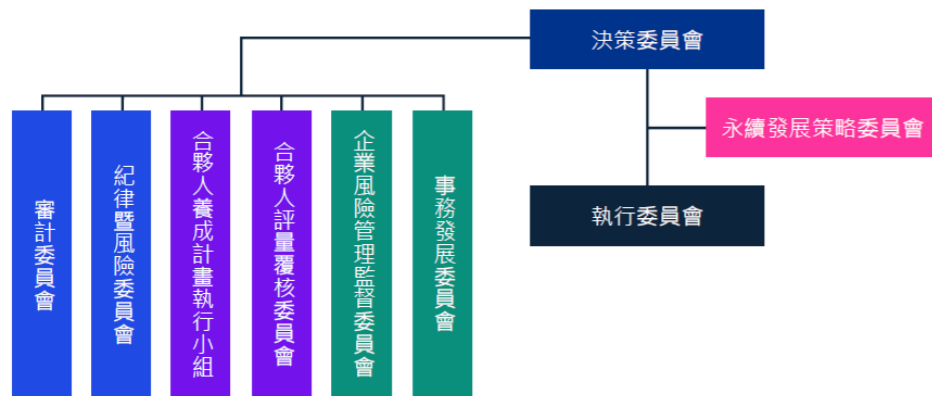 決策委員會
永續發展策略委員會
執行委員會
審計委員會
紀律暨風險委員會
合夥人養成計畫執行小組
合夥人評量覆核委員會
企業風險管理監督委員會
事務發展委員會